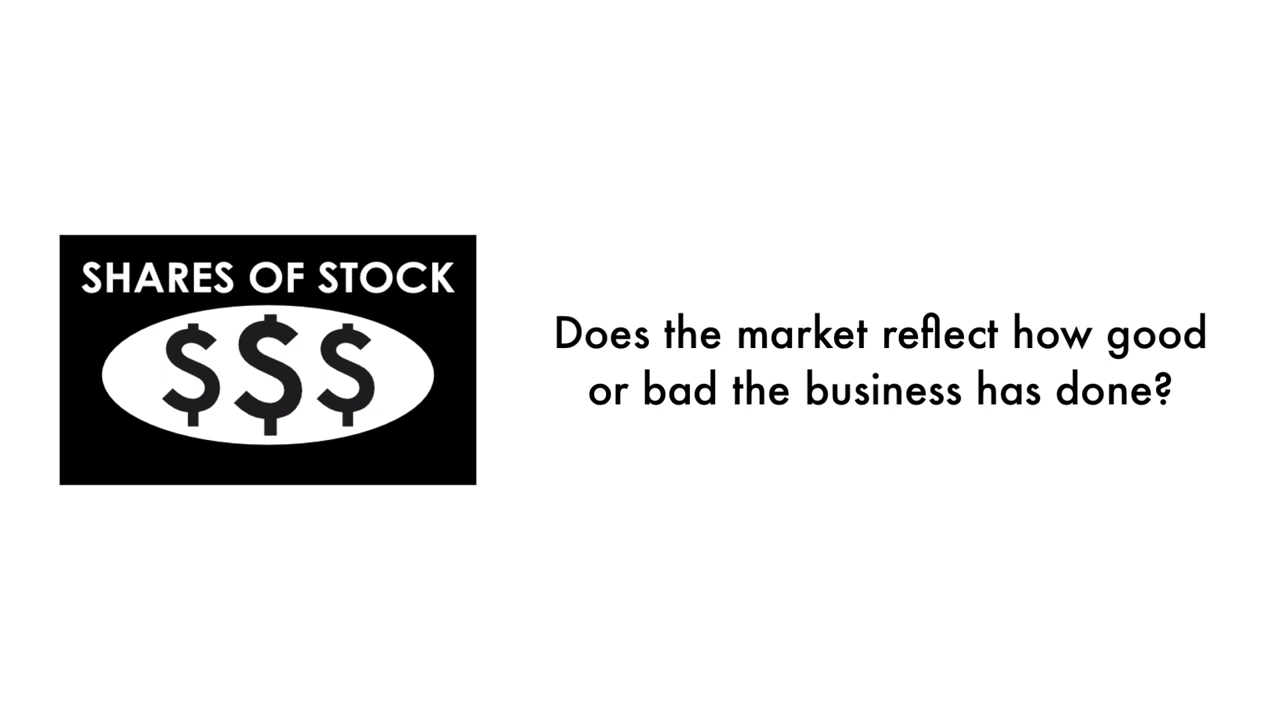 SHARES OF STOCK
$$$
Does the market reflect how good
or bad the business has done?